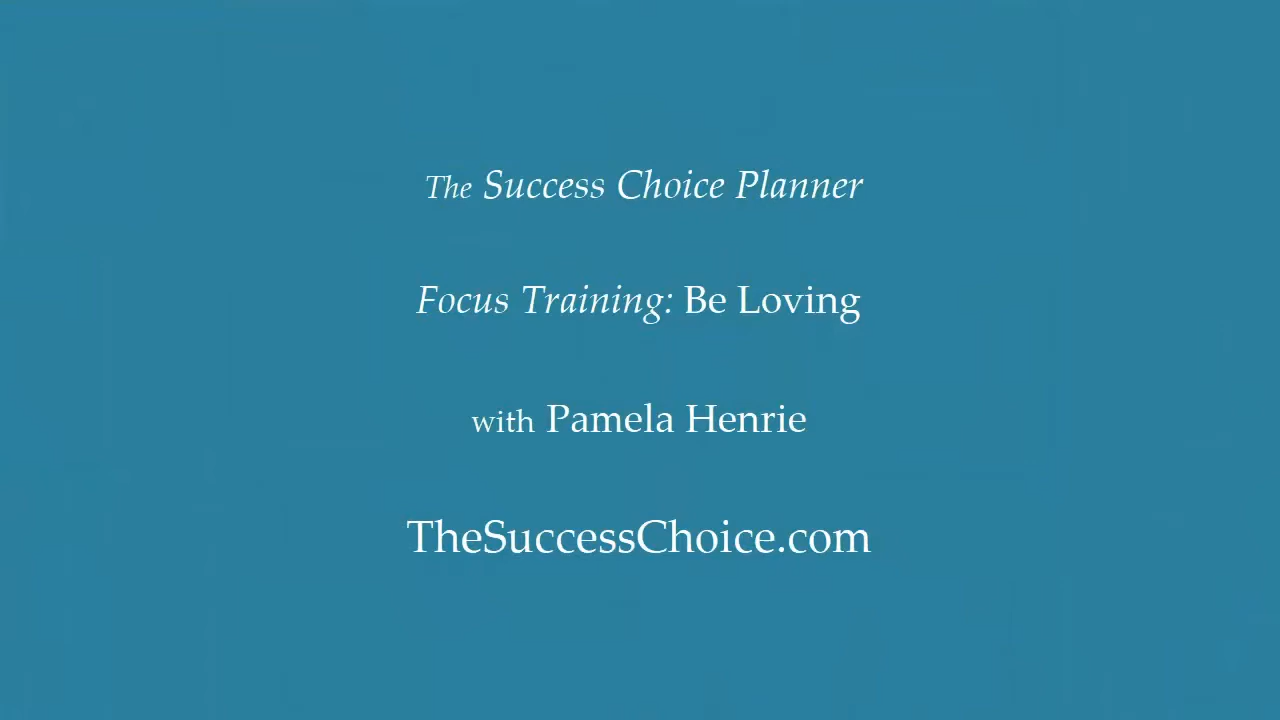 The Success Choice Planner
Focus Training: Be Loving
with Pamela Henrie
TheSuccessChoice.com